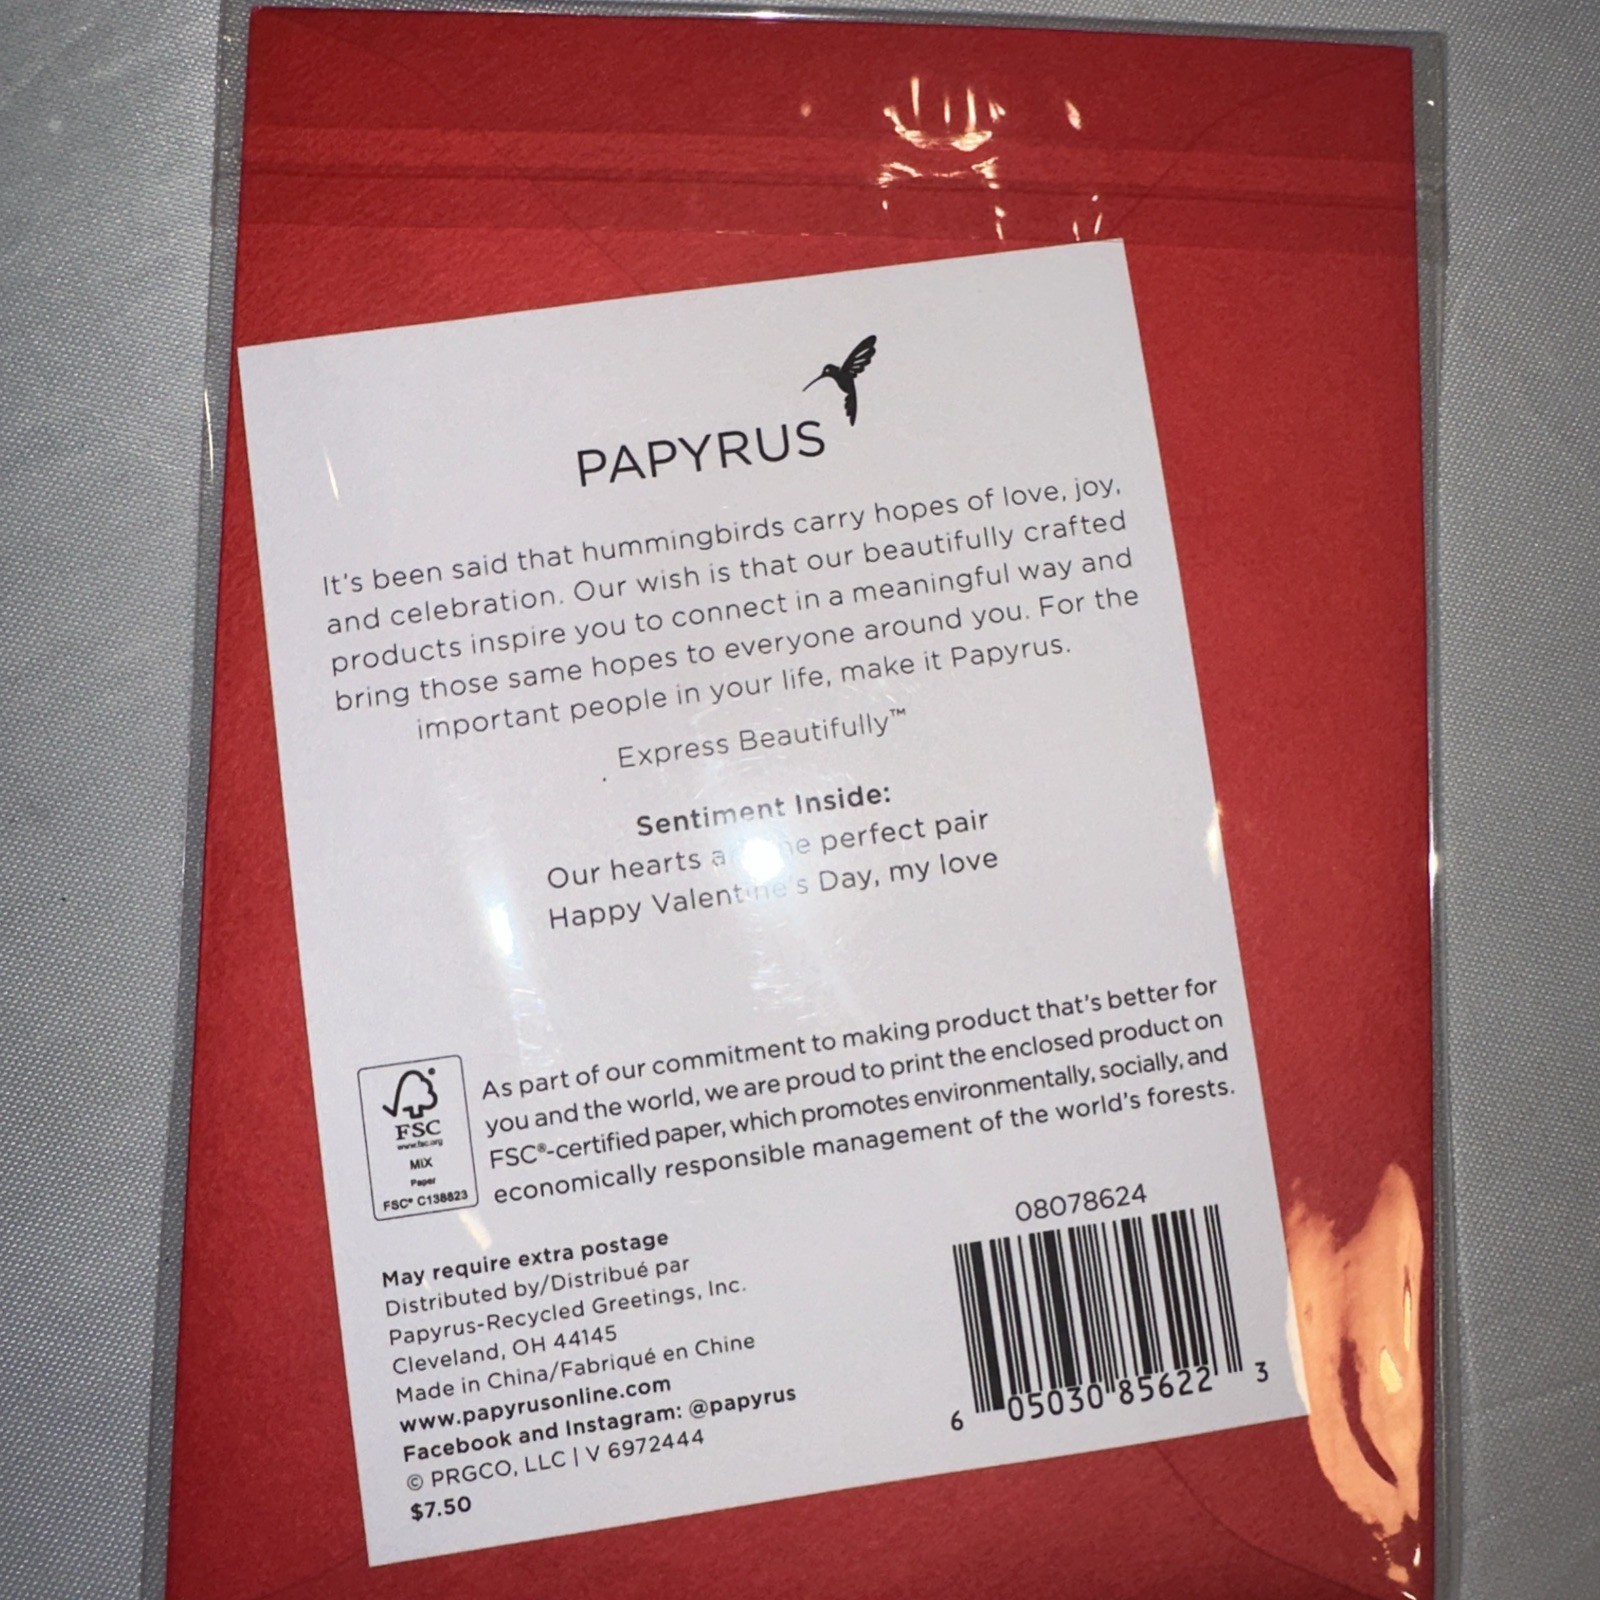 PAPYRUS
It's been said that hummingbirds carry hopes of love, joy,
and celebration. Our wish is that our beautifully crafted
products inspire you to connect in a meaningful way and
bring those same hopes to everyone around you. For the
important people in your life, make it Papyrus.
Express Beautifully™
Sentiment Inside:
Our hearts perfect pair
Happy Valentine's Day, my love
As part of our commitment to making product that's better for
you and the world, we are proud to print the enclosed product on
FSC®-certified paper, which promotes environmentally, socially, and
economically responsible management of the world's forests.
FSC
www.fsc.org
MIX
Paper
FSC® C138823
May require extra postage
Distributed by/Distribué par
Papyrus-Recycled Greetings, Inc.
Cleveland, OH 44145
Made in China/Fabriqué en Chine
www.papyrusonline.com
Facebook and Instagram: @papyrus
© PRGCO, LLC | V 6972444
$7.50
08078624
6 05030 85622 3